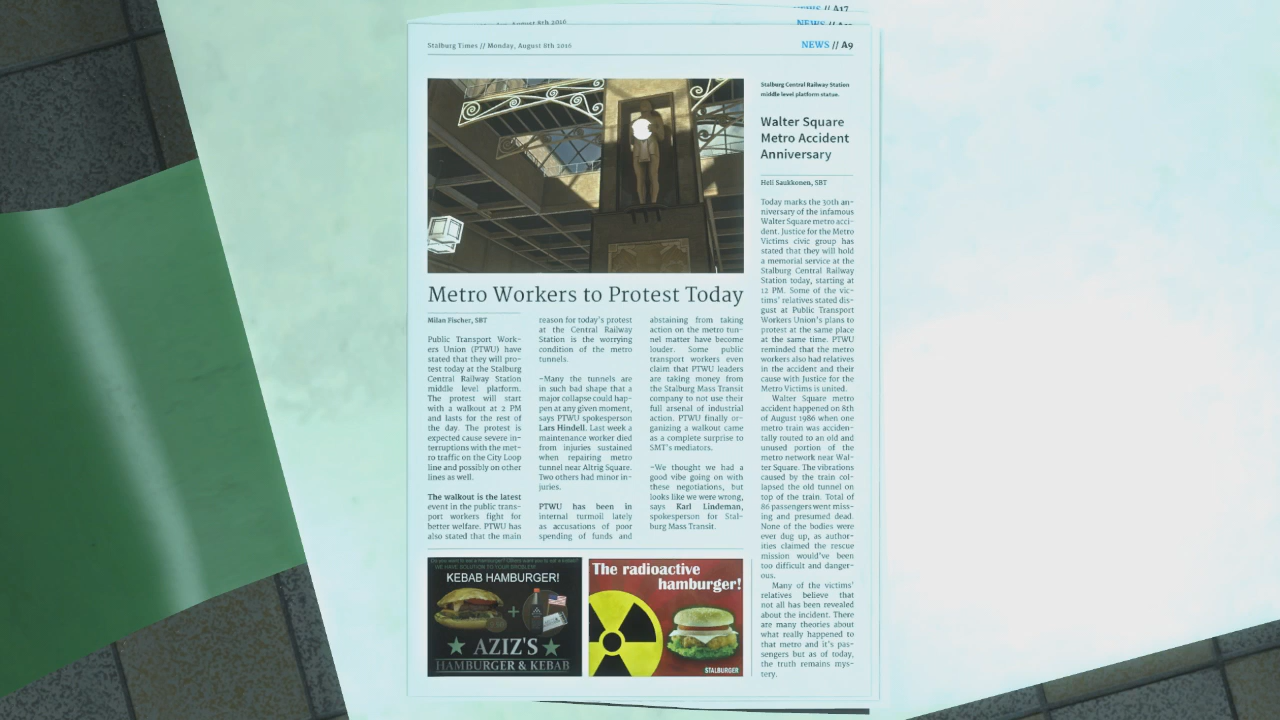 NEWS // A17
August 8th 2016
NEWS //
Stalburg Times // Monday, August 8th 2016
NEWS // A9
Metro Workers to Protest Today
Milan Fischer, SBT
Public Transport Work-
ers Union (PTWU) have
stated that they will pro-
test today at the Stalburg
Central Railway Station
middle level platform.
The protest will start
with a walkout at 2 PM
and lasts for the rest of
the day. The protest is
expected cause severe in-
terruptions with the met-
ro traffic on the City Loop
line and possibly on other
lines as well.
The walkout is the latest
event in the public trans-
port workers fight for
better welfare. PTWU has
also stated that the main
reason for today's protest
at the Central Railway
Station is the worrying
condition of the metro
tunnels.
–Many the tunnels are
in such bad shape that a
major collapse could hap-
pen at any given moment,
says PTWU spokesperson
Lars Hindell. Last week a
maintenance worker died
from injuries sustained
when repairing metro
tunnel near Altrig Square.
Two others had minor in-
juries.
PTWU has been in
internal turmoil lately
as accusations of poor
spending of funds and
abstaining from taking
action on the metro tun-
nel matter have become
louder. Some public
transport workers even
claim that PTWU leaders
are taking money from
the Stalburg Mass Transit
company to not use their
full arsenal of industrial
action. PTWU finally or-
ganizing a walkout came
as a complete surprise to
SMT's mediators.
–We thought we had a
good vibe going on with
these negotiations, but
looks like we were wrong,
says Karl Lindeman,
spokesperson for Stal-
burg Mass Transit.
Stalburg Central Railway Station
middle level platform statue.
Walter Square
Metro Accident
Anniversary
Heli Saukkonen, SBT
Today marks the 30th an-
niversary of the infamous
Walter Square metro acci-
dent. Justice for the Metro
Victims civic group has
stated that they will hold
a memorial service at the
Stalburg Central Railway
Station today, starting at
12 PM. Some of the vic-
tims' relatives stated dis-
gust at Public Transport
Workers Union's plans to
protest at the same place
at the same time. PTWU
reminded that the metro
workers also had relatives
in the accident and their
cause with Justice for the
Metro Victims is united.
Walter Square metro
accident happened on 8th
of August 1986 when one
metro train was acciden-
tally routed to an old and
unused portion of the
metro network near Wal-
ter Square. The vibrations
caused by the train col-
lapsed the old tunnel on
top of the train. Total of
86 passengers went miss-
ing and presumed dead.
None of the bodies were
ever dug up, as author-
ities claimed the rescue
mission would've been
too difficult and danger-
ous.
Many of the victims'
relatives believe that
not all has been revealed
about the incident. There
are many theories about
what really happened to
that metro and it's pas-
sengers but as of today,
the truth remains mys-
tery.
KEBAB HAMBURGER!
+
AZIZ'S
HAMBURGER & KEBAB
The radioactive
hamburger!
STALBURGER